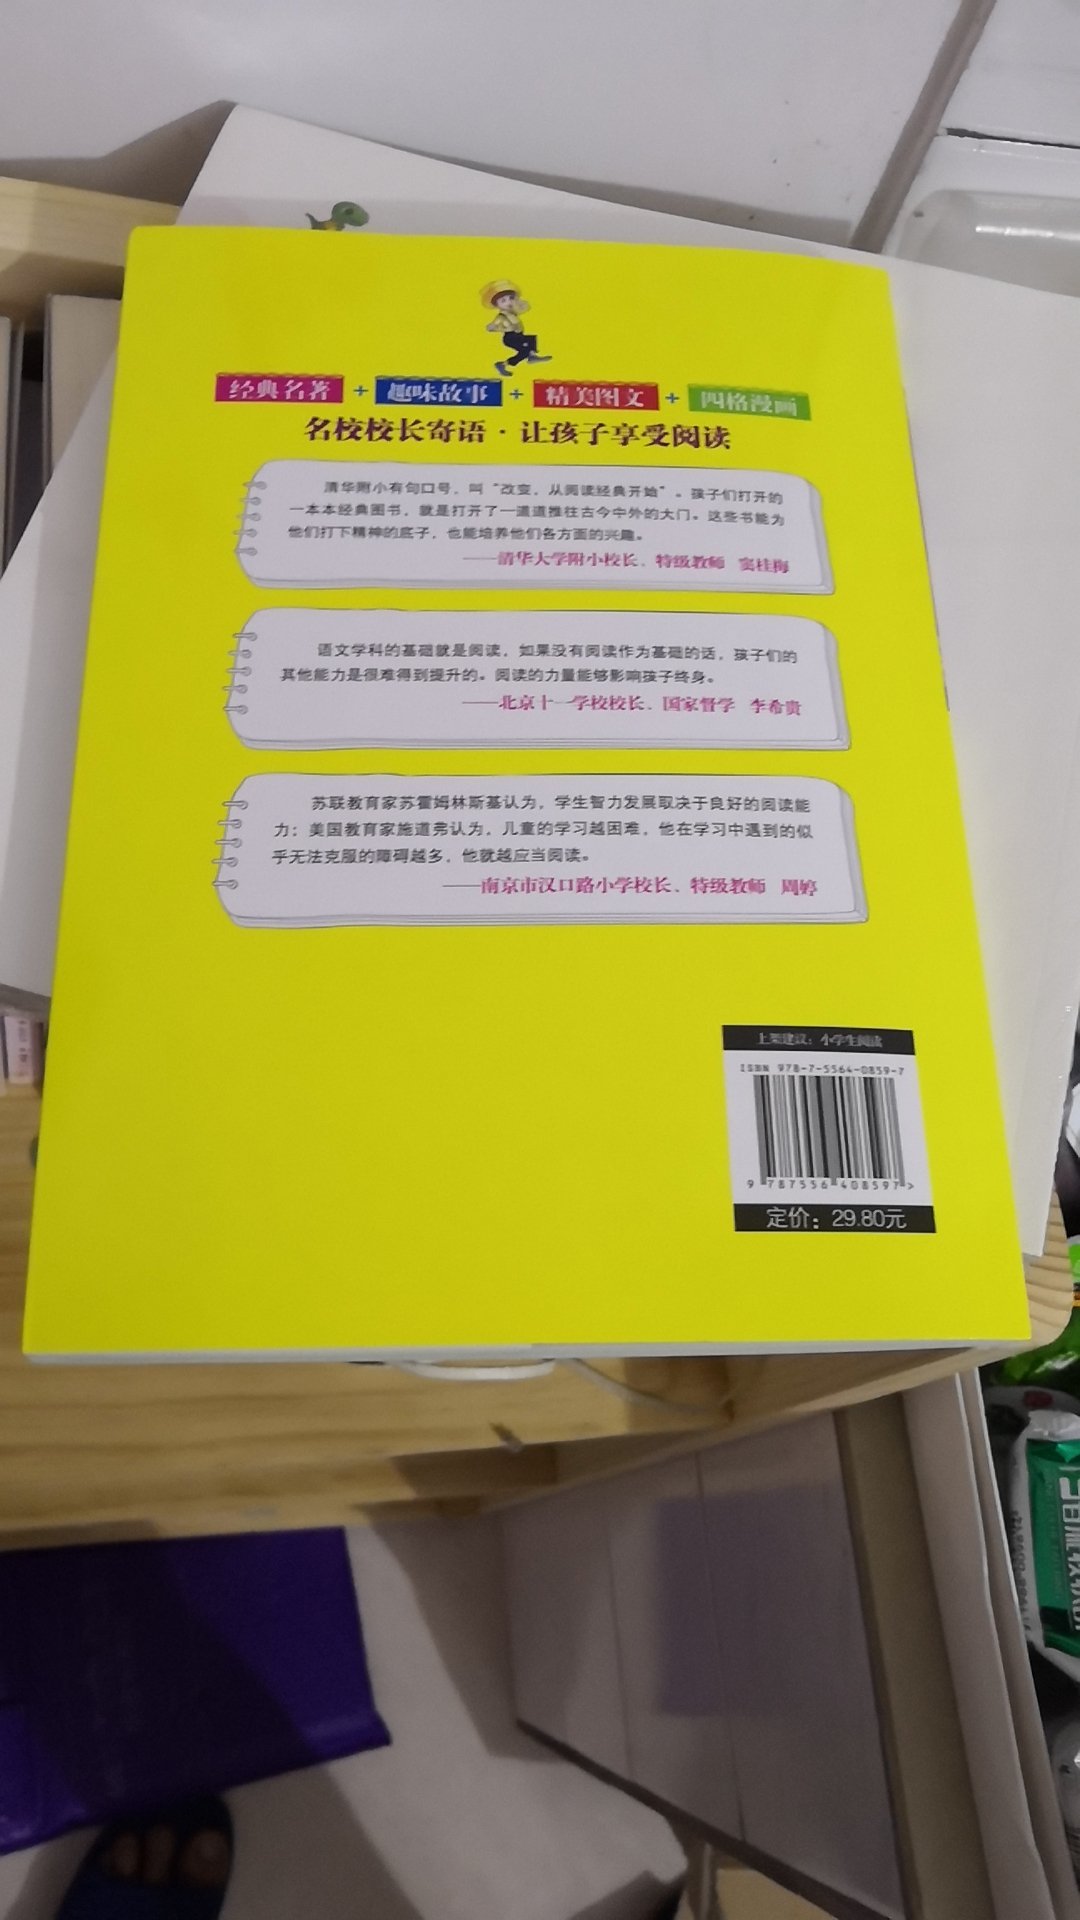 经典名著 + 趣味故事 + 精美图文 + 四格漫画
名校校长寄语·让孩子享受阅读
清华附小有句口号，叫“改变，从阅读经典开始”。孩子们打开的
一本本经典图书，就是打开了一道道推往古今中外的大门。这些书能为
他们打下精神的底子，也能培养他们各方面的兴趣。
——清华大学附小校长、特级教师 窦桂梅
语文学科的基础就是阅读，如果没有阅读作为基础的话，孩子们的
其他能力是很难得到提升的。阅读的力量能够影响孩子终身。
——北京十一学校校长、国家督学 李希贵
苏联教育家苏霍姆林斯基认为，学生智力发展取决于良好的阅读能
力；美国教育家施道弗认为，儿童的学习越困难，他在学习中遇到的似
乎无法克服的障碍越多，他就越应当阅读。
——南京市汉口路小学校长、特级教师 周婷
上架建议：小学生阅读
ISBN 978-7-5564-0859-7
9 787556 408597 >
定价：29.80元